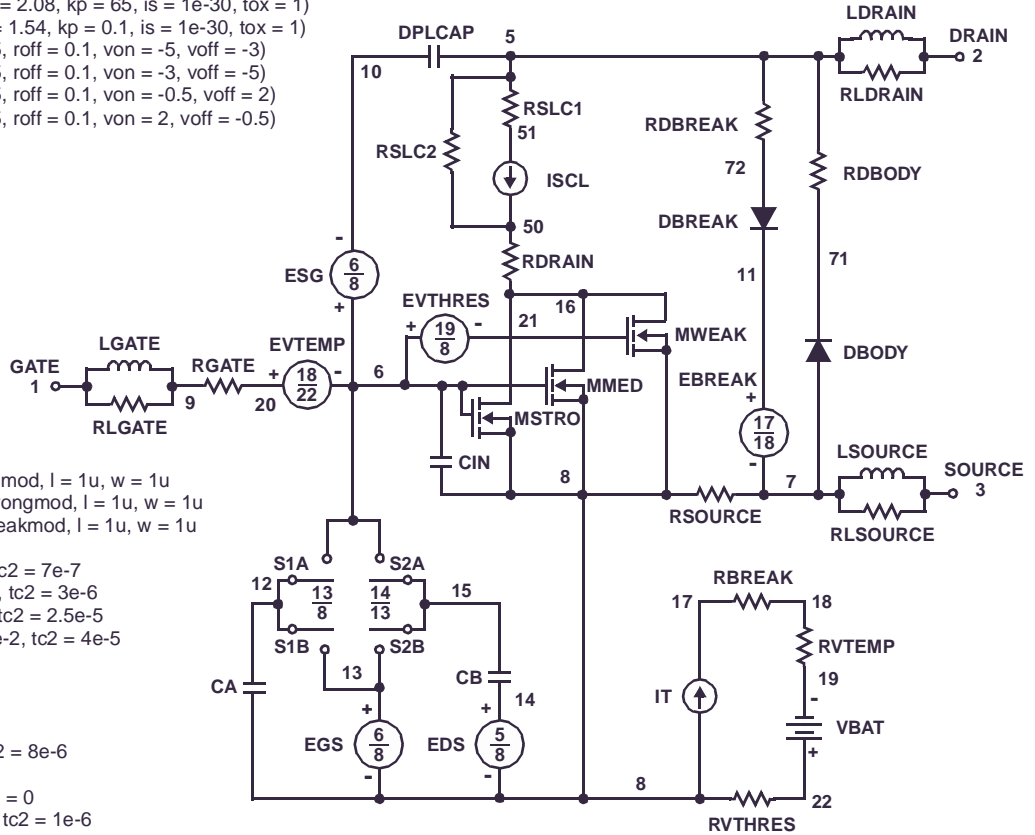 = 2.08, kp = 65, is = 1e-30, tox = 1)
= 1.54, kp = 0.1, is = 1e-30, tox = 1)
, roff = 0.1, von = -5, voff = -3)
, roff = 0.1, von = -3, voff = -5)
, roff = 0.1, von = -0.5, voff = 2)
, roff = 0.1, von = 2, voff = -0.5)
LDRAIN
DPLCAP
5
DRAIN
2
10
RLDRAIN
RSLC1
51
RDBREAK
RSLC2
72
RDBODY
ISCL
DBREAK
50
-
71
6
8
ESG
RDRAIN
11
+
EVTHRES
16
+
19
8
-
21
MWEAK
LGATE
EVTEMP
DBODY
RGATE
GATE
1
+
18
22
-
6
MMED
EBREAK
+
9
20
MSTRO
17
18
RLGATE
-
LSOURCE
CIN
8
SOURCE
3
7
mod, l = 1u, w = 1u
rongmod, l = 1u, w = 1u
eakmod, l = 1u, w = 1u
RSOURCE
RLSOURCE
c2 = 7e-7
, tc2 = 3e-6
tc2 = 2.5e-5
e-2, tc2 = 4e-5
S1A
S2A
12
13
8
14
13
15
RBREAK
17
18
S1B
S2B
RVTEMP
13
CB
19
CA
14
IT
-
+
+
VBAT
EGS
6
8
EDS
5
8
+
-
-
2 = 8e-6
8
22
= 0
tc2 = 1e-6
RVTHRES